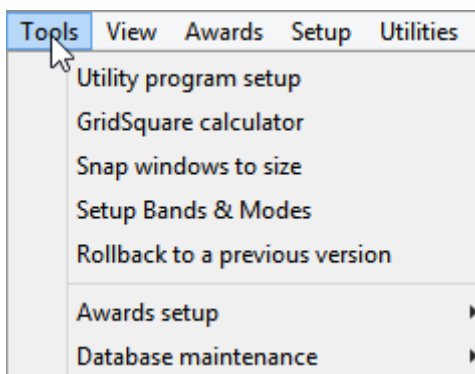 Tools View Awards Setup Utilities
Utility program setup
GridSquare calculator
Snap windows to size
Setup Bands & Modes
Rollback to a previous version
Awards setup
Database maintenance